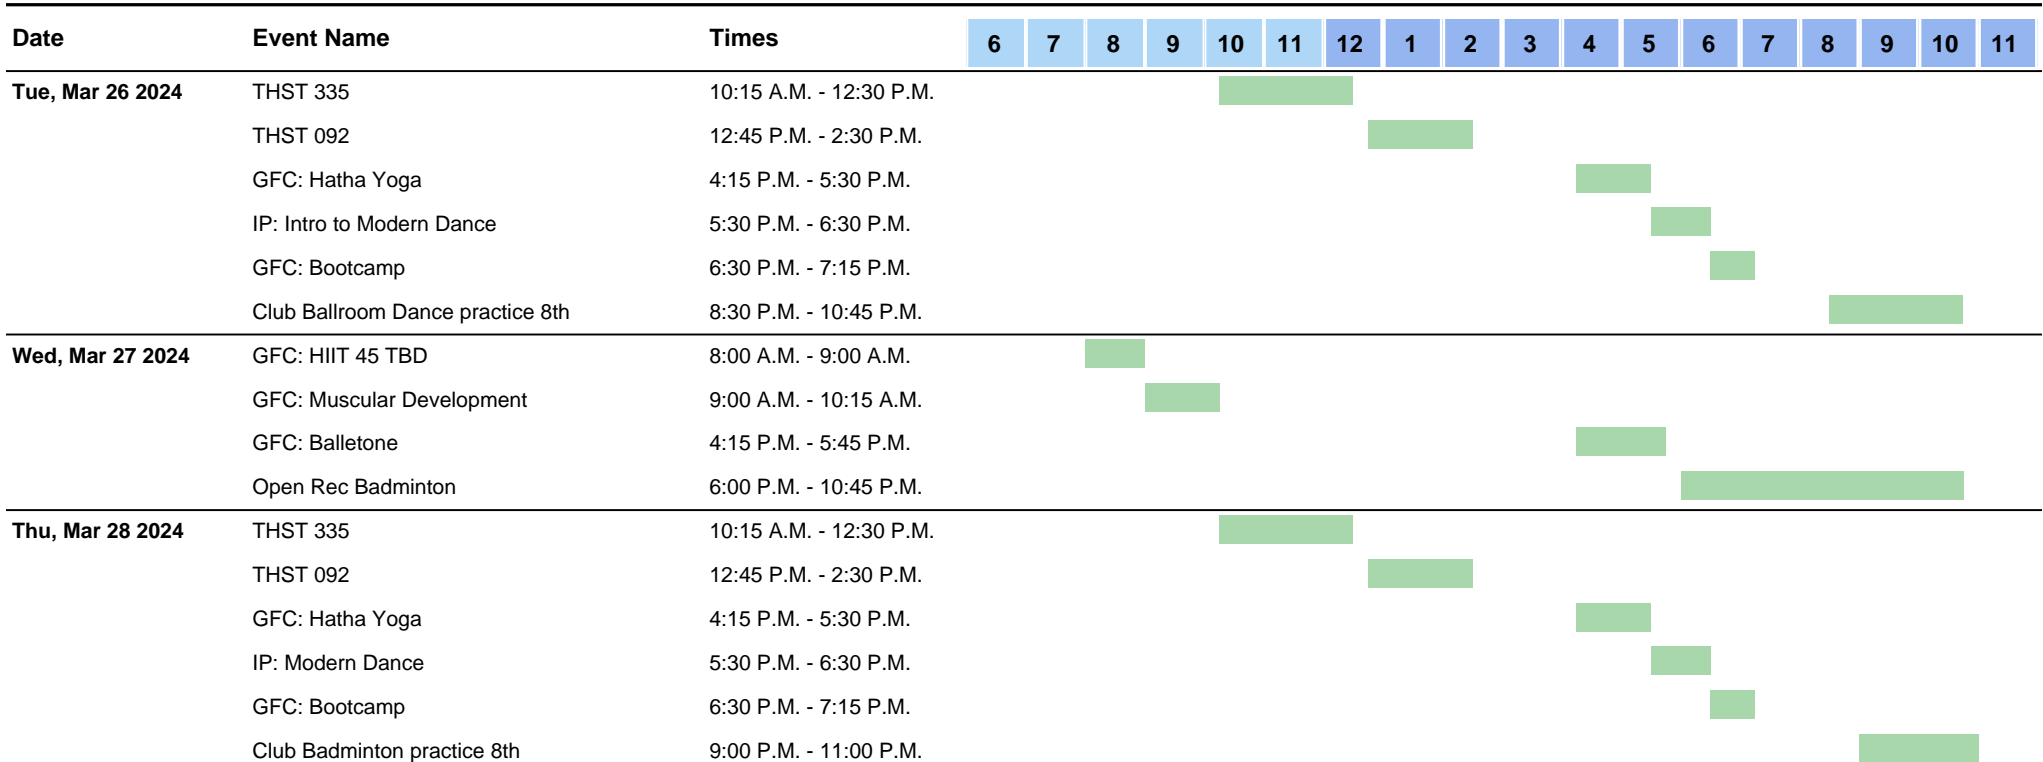 Date Event Name Times 6 7 8 9 10 11 12 1 2 3 4 5 6 7 8 9 10 11
Tue, Mar 26 2024 THST 335 10:15 A.M. - 12:30 P.M.
THST 092 12:45 P.M. - 2:30 P.M.
GFC: Hatha Yoga 4:15 P.M. - 5:30 P.M.
IP: Intro to Modern Dance 5:30 P.M. - 6:30 P.M.
GFC: Bootcamp 6:30 P.M. - 7:15 P.M.
Club Ballroom Dance practice 8th 8:30 P.M. - 10:45 P.M.
Wed, Mar 27 2024 GFC: HIIT 45 TBD 8:00 A.M. - 9:00 A.M.
GFC: Muscular Development 9:00 A.M. - 10:15 A.M.
GFC: Balletone 4:15 P.M. - 5:45 P.M.
Open Rec Badminton 6:00 P.M. - 10:45 P.M.
Thu, Mar 28 2024 THST 335 10:15 A.M. - 12:30 P.M.
THST 092 12:45 P.M. - 2:30 P.M.
GFC: Hatha Yoga 4:15 P.M. - 5:30 P.M.
IP: Modern Dance 5:30 P.M. - 6:30 P.M.
GFC: Bootcamp 6:30 P.M. - 7:15 P.M.
Club Badminton practice 8th 9:00 P.M. - 11:00 P.M.